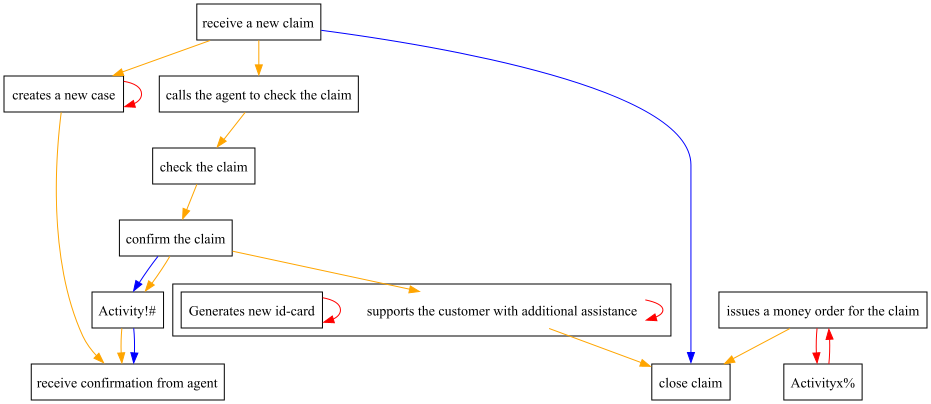 receive a new claim
creates a new case
calls the agent to check the claim
check the claim
confirm the claim
Activity!#
Generates new id-card
supports the customer with additional assistance
issues a money order for the claim
receive confirmation from agent
close claim
Activityx%